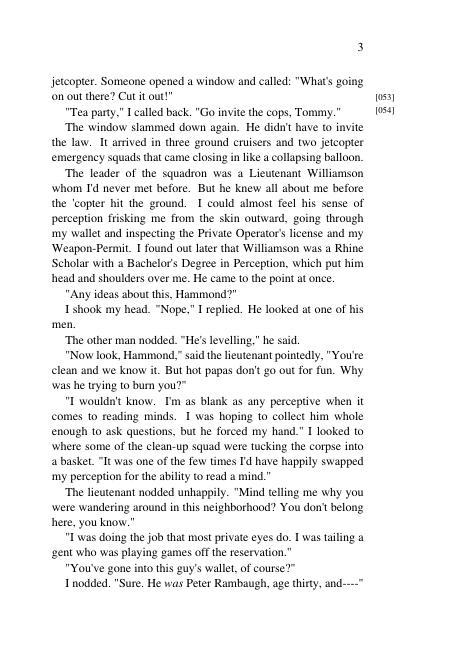 3
jetcopter. Someone opened a window and called: "What's going
on out there? Cut it out!"
[053]
"Tea party," I called back. "Go invite the cops, Tommy."
[054]
The window slammed down again. He didn't have to invite
the law. It arrived in three ground cruisers and two jetcopter
emergency squads that came closing in like a collapsing balloon.
The leader of the squadron was a Lieutenant Williamson
whom I'd never met before. But he knew all about me before
the 'copter hit the ground. I could almost feel his sense of
perception frisking me from the skin outward, going through
my wallet and inspecting the Private Operator's license and my
Weapon-Permit. I found out later that Williamson was a Rhine
Scholar with a Bachelor's Degree in Perception, which put him
head and shoulders over me. He came to the point at once.
"Any ideas about this, Hammond?"
I shook my head. "Nope," I replied. He looked at one of his
men.
The other man nodded. "He's levelling," he said.
"Now look, Hammond," said the lieutenant pointedly, "You're
clean and we know it. But hot papas don't go out for fun. Why
was he trying to burn you?"
"I wouldn't know. I'm as blank as any perceptive when it
comes to reading minds. I was hoping to collect him whole
enough to ask questions, but he forced my hand." I looked to
where some of the clean-up squad were tucking the corpse into
a basket. "It was one of the few times I'd have happily swapped
my perception for the ability to read a mind."
The lieutenant nodded unhappily. "Mind telling me why you
were wandering around in this neighborhood? You don't belong
here, you know."
"I was doing the job that most private eyes do. I was tailing a
gent who was playing games off the reservation."
"You've gone into this guy's wallet, of course?"
I nodded. "Sure. He was Peter Rambaugh, age thirty, and----"